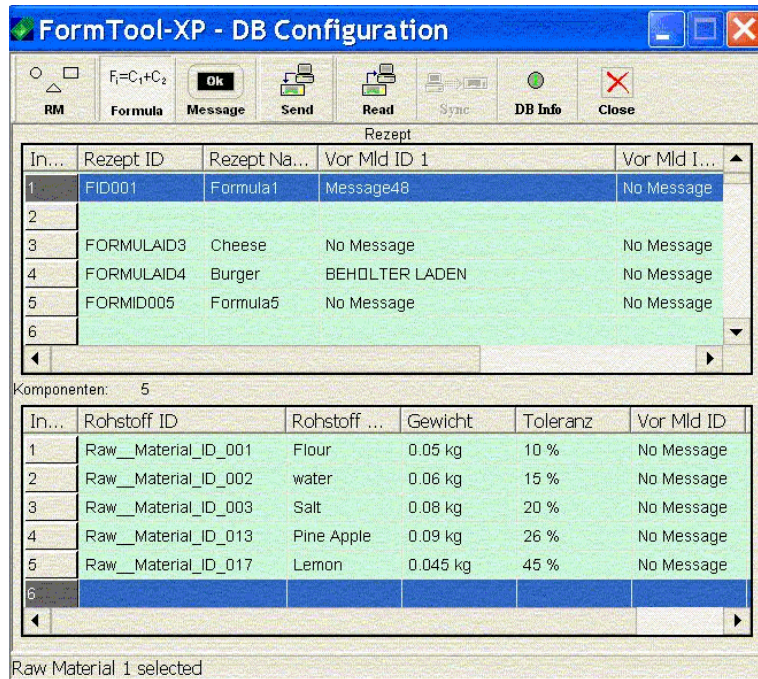 FormTool-XP - DB Configuration
F₁=C₁+C₂
Ok
RM Formula Message Send Read Sync DB Info Close
Rezept
In... Rezept ID Rezept Na... Vor Mld ID 1 Vor Mld I...
1 FID001 Formula1 Message48 No Message
2
3 FORMULAID3 Cheese No Message No Message
4 FORMULAID4 Burger BEH□LTER LADEN No Message
5 FORMID005 Formula5 No Message No Message
6
Komponenten: 5
In... Rohstoff ID Rohstoff ... Gewicht Toleranz Vor Mld ID
1 Raw__Material_ID_001 Flour 0.05 kg 10 % No Message
2 Raw__Material_ID_002 water 0.06 kg 15 % No Message
3 Raw__Material_ID_003 Salt 0.08 kg 20 % No Message
4 Raw__Material_ID_013 Pine Apple 0.09 kg 26 % No Message
5 Raw__Material_ID_017 Lemon 0.045 kg 45 % No Message
6
Raw Material 1 selected